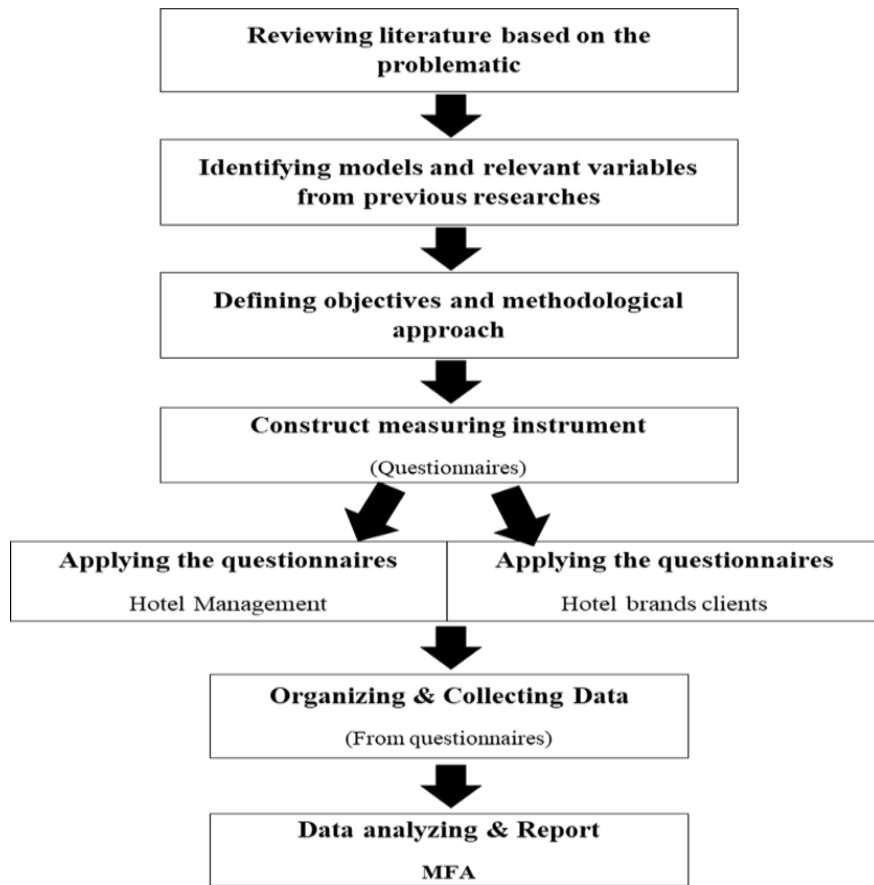 Reviewing literature based on the
problematic
Identifying models and relevant variables
from previous researches
Defining objectives and methodological
approach
Construct measuring instrument
(Questionnaires)
Applying the questionnaires
Hotel Management
Applying the questionnaires
Hotel brands clients
Organizing & Collecting Data
(From questionnaires)
Data analyzing & Report
MFA